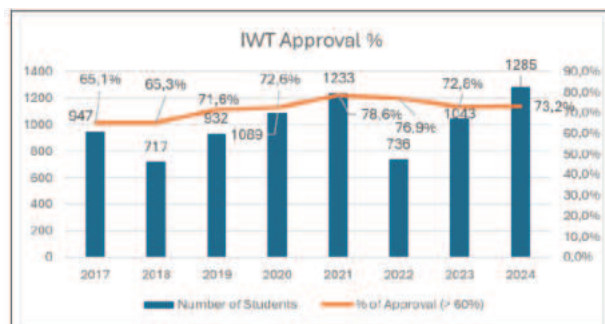 IWT Approval %
1400 65,1% 65,3% 72,6% 1233 72,8% 1285 90,0%
1200 947 71,6% 78,6% 76,9% 73,2% 80,0%
1000 932 1089 1043 70,0%
800 717 736 60,0%
50,0%
600 40,0%
400 30,0%
200 20,0%
10,0%
0 0,0%
2017 2018 2019 2020 2021 2022 2023 2024
Number of Students % of Approval (> 60%)